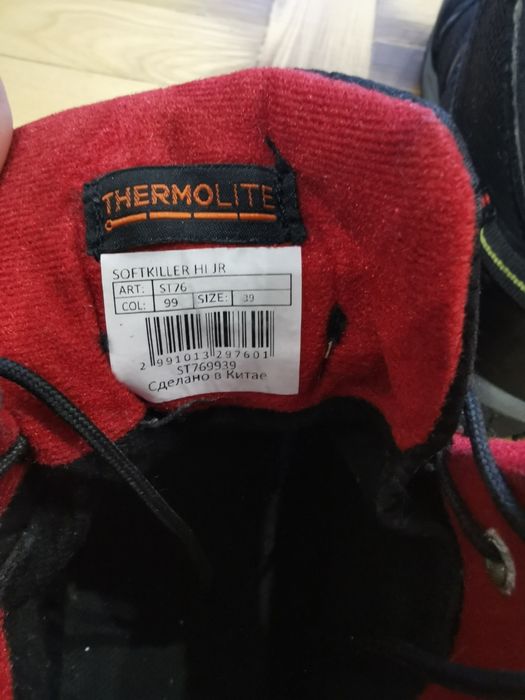 THERMOLITE
SOFTKILLER HI JR
ART: ST76
COL: 99 SIZE: 39
2 991013 297601
ST769939
Сделано в Китае